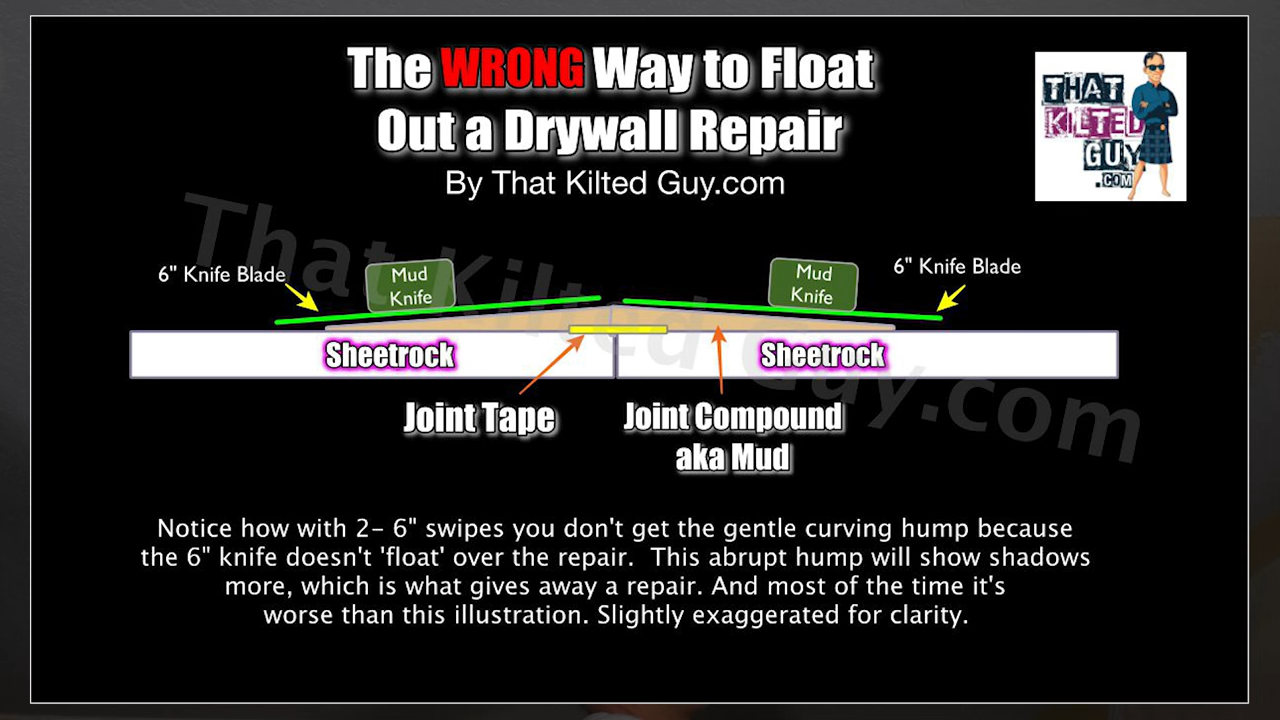 The WRONG Way to Float
Out a Drywall Repair
By That Kilted Guy.com
THAT
KILTED
GUY
.COM
6" Knife Blade
Mud
Knife
Mud
Knife
6" Knife Blade
Sheetrock
Sheetrock
Joint Tape
Joint Compound
aka Mud
That Kilted Guy.com
Notice how with 2- 6" swipes you don't get the gentle curving hump because
the 6" knife doesn't 'float' over the repair.  This abrupt hump will show shadows
more, which is what gives away a repair. And most of the time it's
worse than this illustration. Slightly exaggerated for clarity.